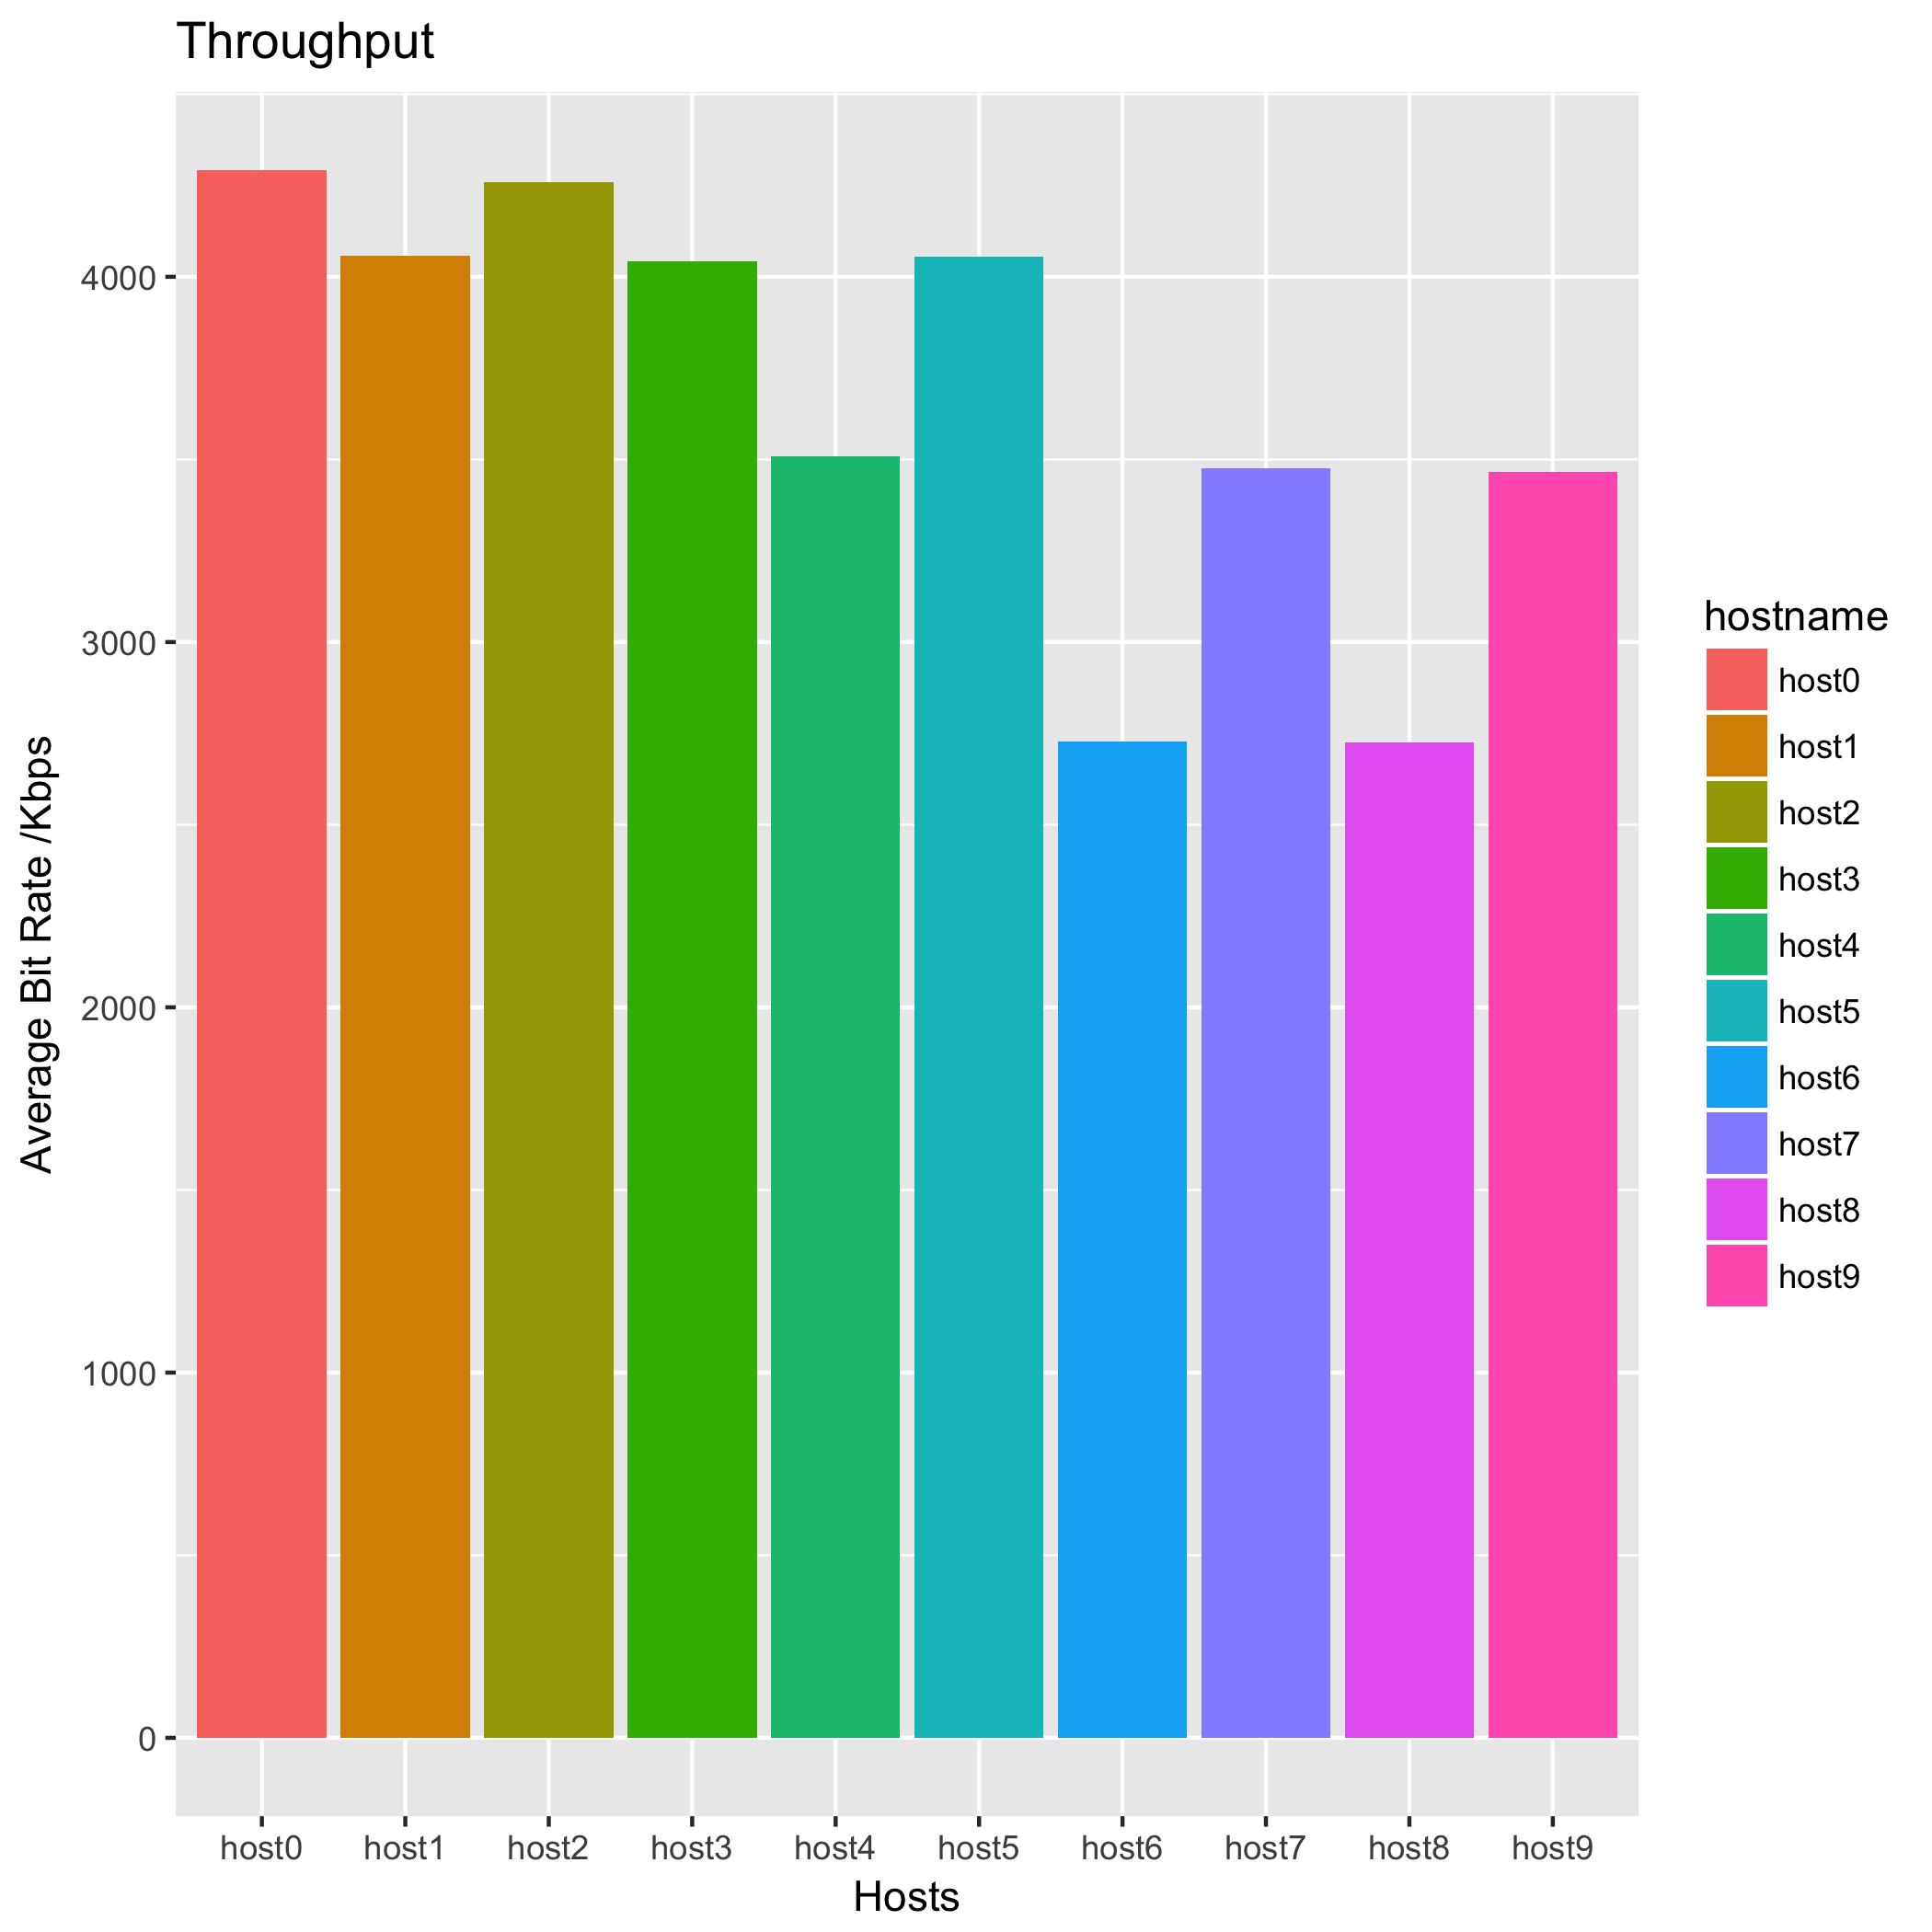 Throughput
Average Bit Rate /Kbps
4000
3000
2000
1000
0
host0 host1 host2 host3 host4 host5 host6 host7 host8 host9
Hosts
hostname
host0
host1
host2
host3
host4
host5
host6
host7
host8
host9